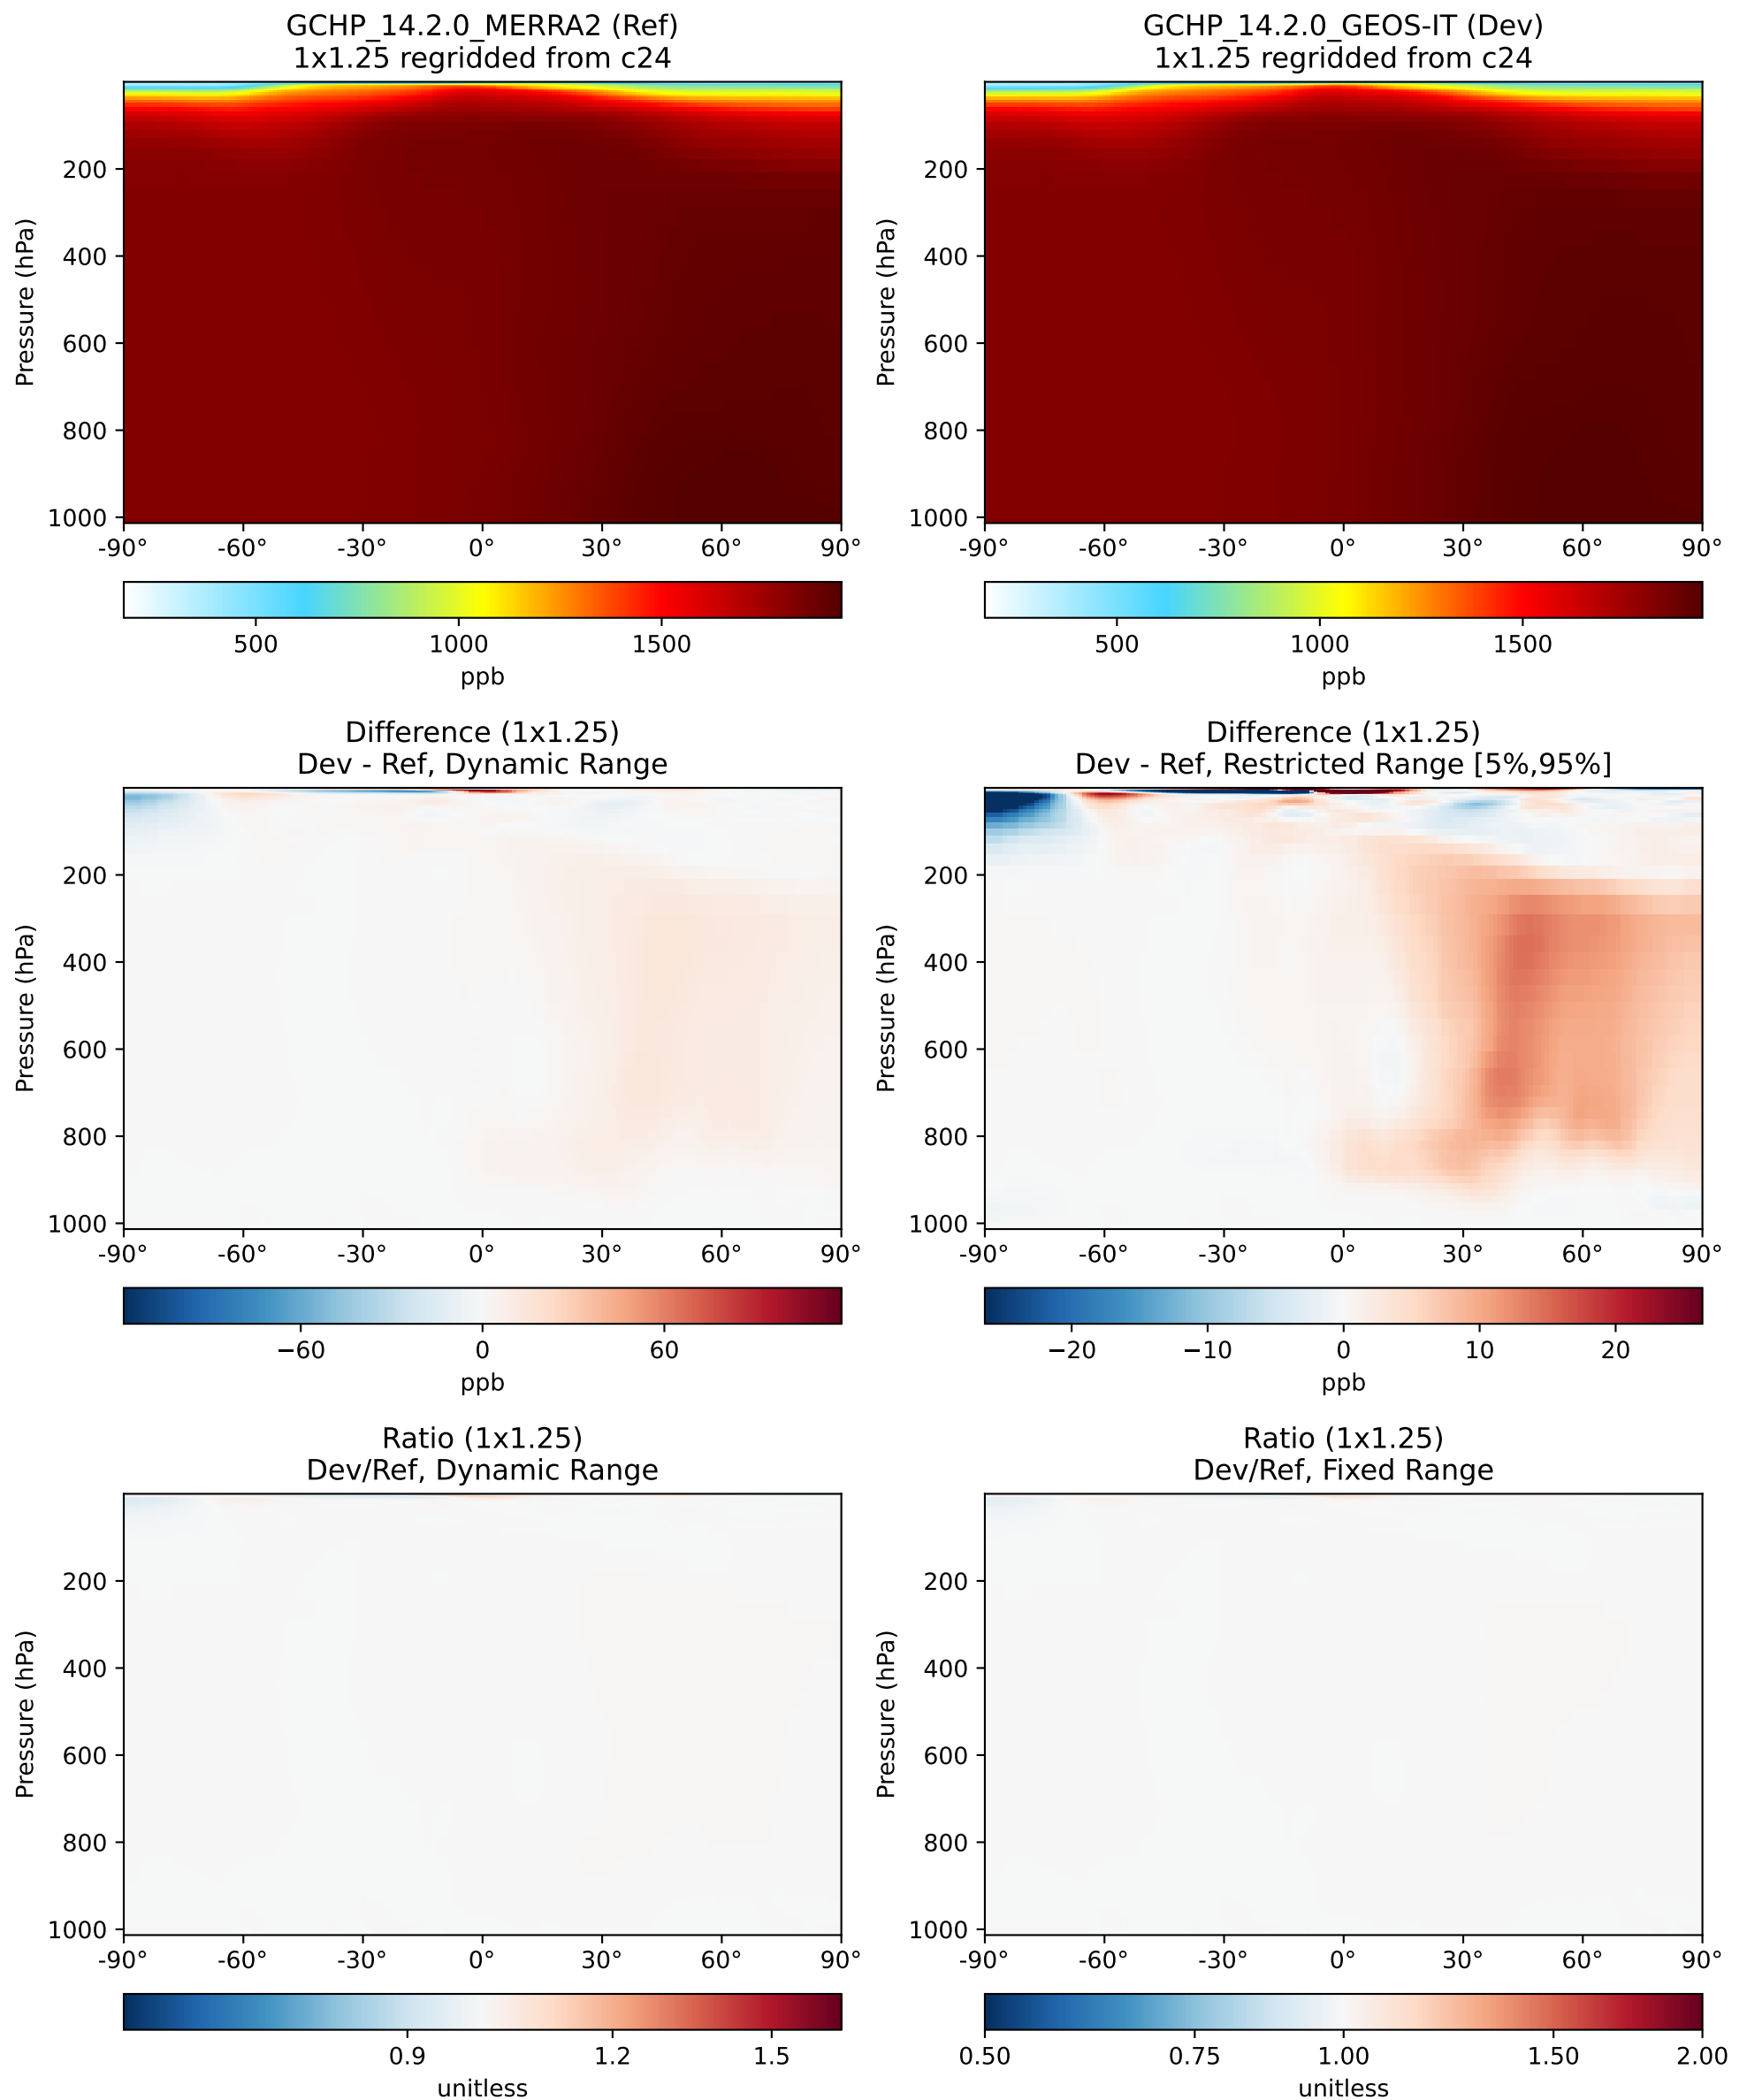 GCHP_14.2.0_MERRA2 (Ref)
1x1.25 regridded from c24
Pressure (hPa)
200
400
600
800
1000
-90° -60° -30° 0° 30° 60° 90°
500 1000 1500
ppb
GCHP_14.2.0_GEOS-IT (Dev)
1x1.25 regridded from c24
Pressure (hPa)
200
400
600
800
1000
-90° -60° -30° 0° 30° 60° 90°
500 1000 1500
ppb
Difference (1x1.25)
Dev - Ref, Dynamic Range
Pressure (hPa)
200
400
600
800
1000
-90° -60° -30° 0° 30° 60° 90°
−60 0 60
ppb
Difference (1x1.25)
Dev - Ref, Restricted Range [5%,95%]
Pressure (hPa)
200
400
600
800
1000
-90° -60° -30° 0° 30° 60° 90°
−20 −10 0 10 20
ppb
Ratio (1x1.25)
Dev/Ref, Dynamic Range
Pressure (hPa)
200
400
600
800
1000
-90° -60° -30° 0° 30° 60° 90°
0.9 1.2 1.5
unitless
Ratio (1x1.25)
Dev/Ref, Fixed Range
Pressure (hPa)
200
400
600
800
1000
-90° -60° -30° 0° 30° 60° 90°
0.50 0.75 1.00 1.50 2.00
unitless